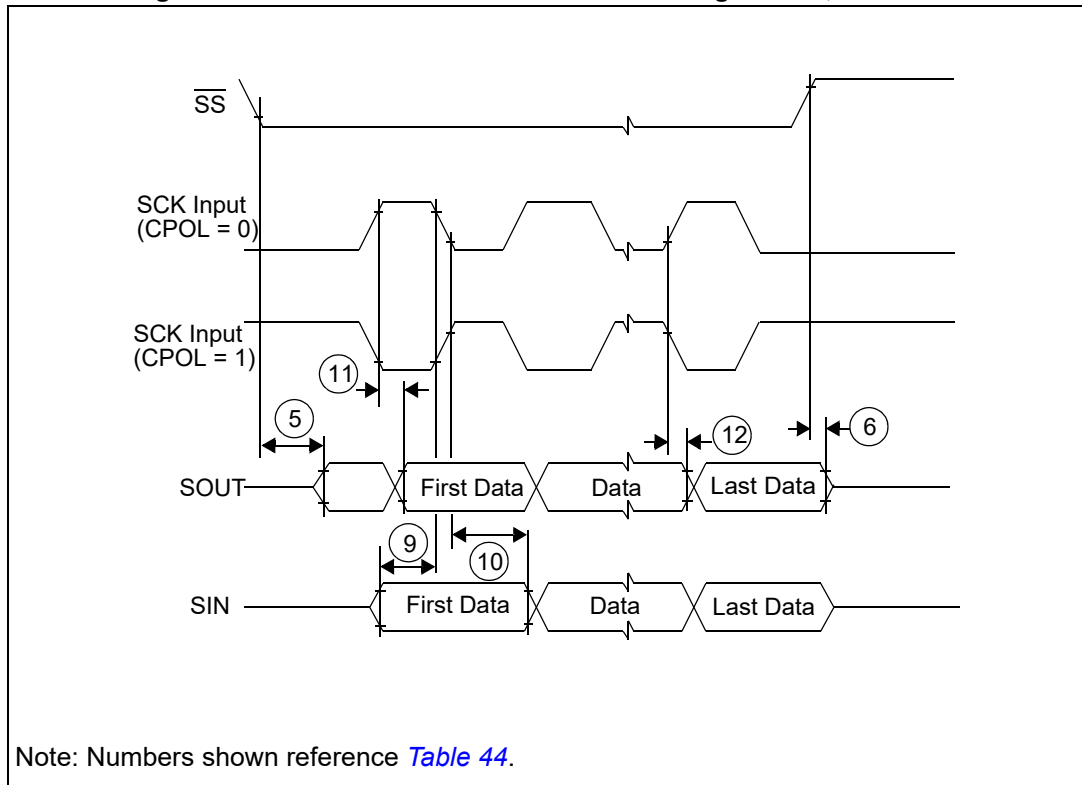 SS
SCK Input
(CPOL = 0)
SCK Input
(CPOL = 1)
11
5
12
6
SOUT
First Data
Data
Last Data
9
10
SIN
First Data
Data
Last Data
Note: Numbers shown reference Table 44.